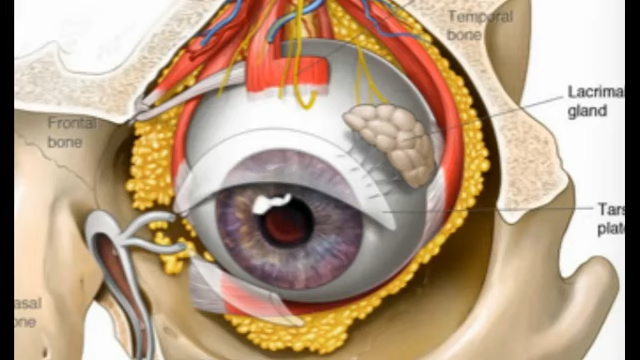 Temporal
bone
Lacrima
gland
Frontal
bone
Tars
plat
asal
one